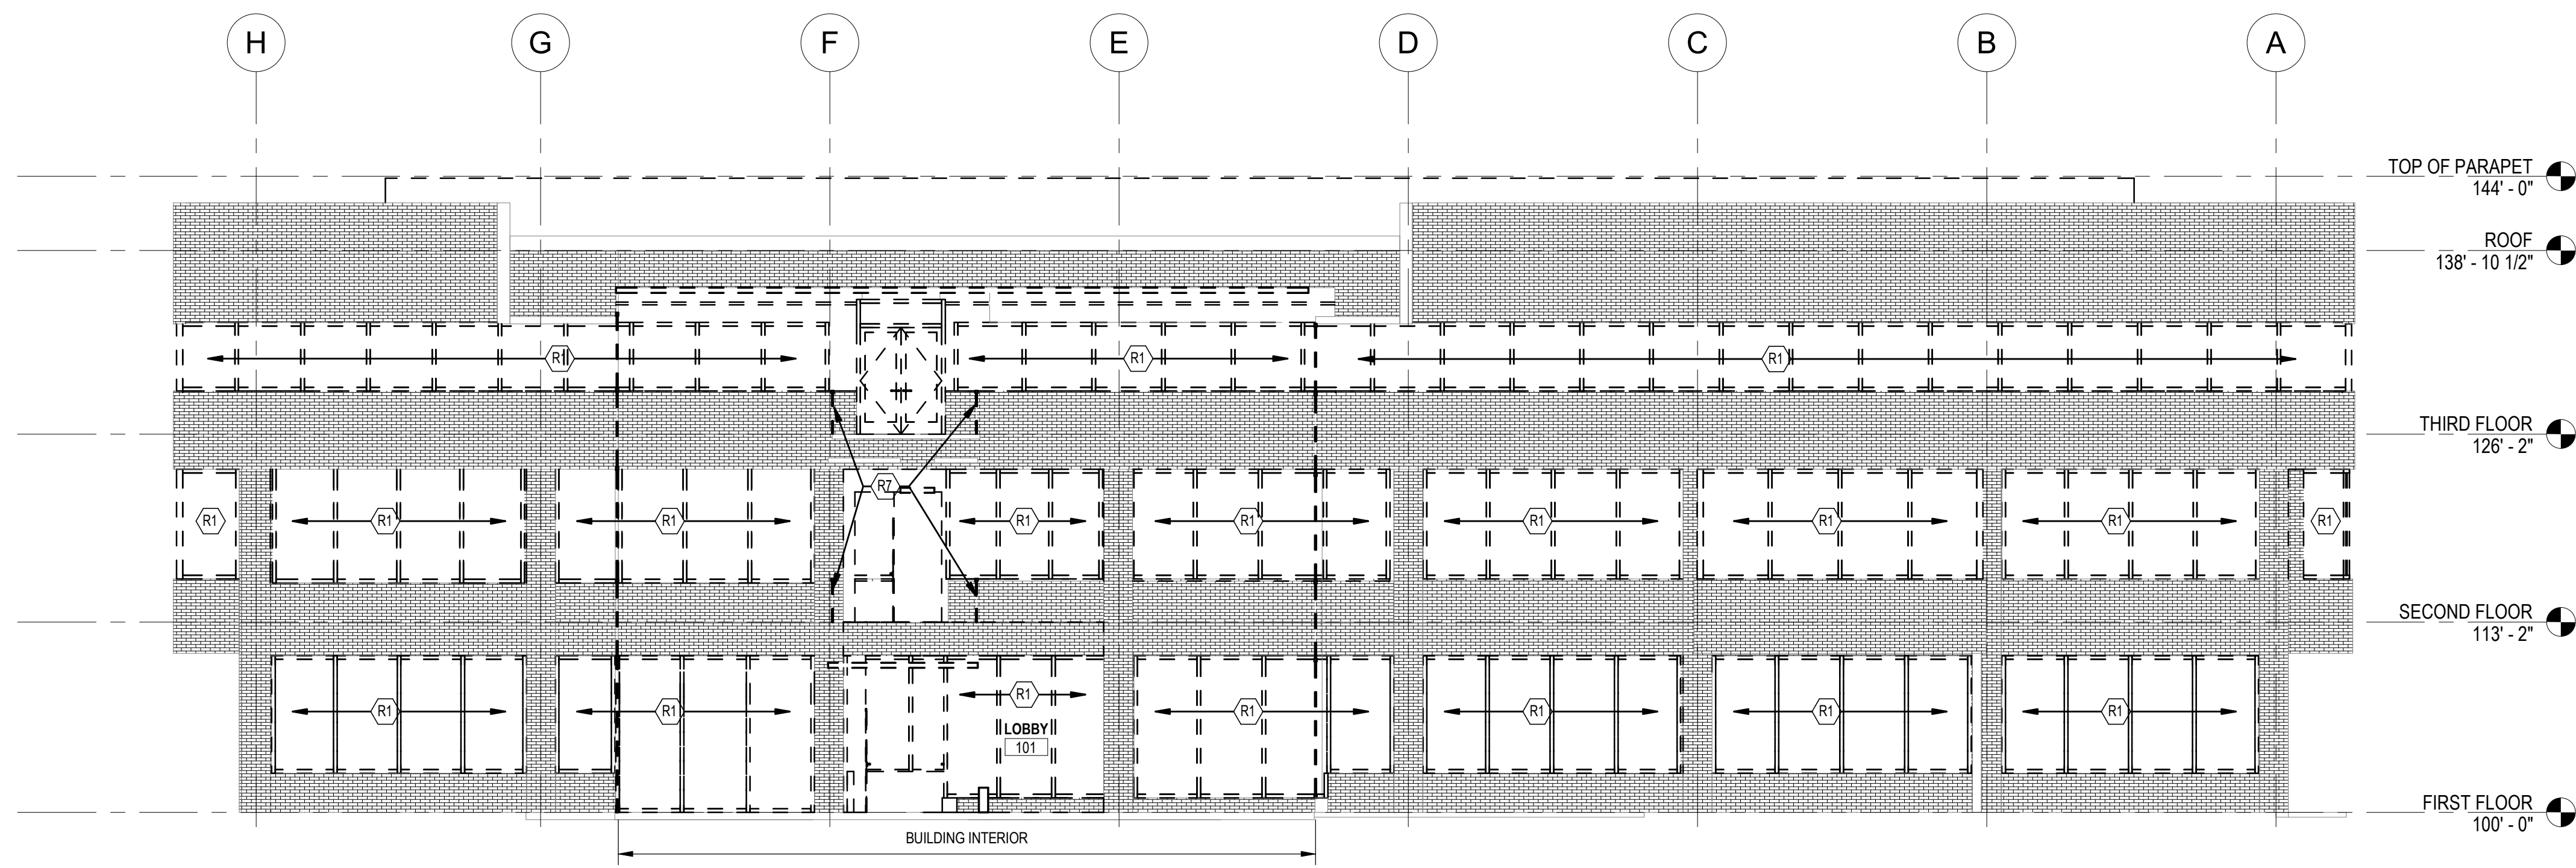 H
G
F
E
D
C
B
A
TOP OF PARAPET
144' - 0"
ROOF
138' - 10 1/2"
R1
R1
R1
THIRD FLOOR
126' - 2"
R7
R1
R1
R1
R1
R1
R1
R1
R1
R1
SECOND FLOOR
113' - 2"
R1
R1
R1
R1
R1
R1
R1
LOBBY
101
FIRST FLOOR
100' - 0"
BUILDING INTERIOR